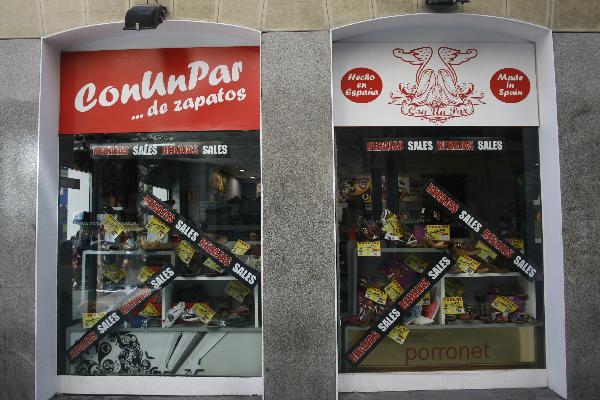 ConUnPar
... de zapatos
REBAJAS SALES REBAJAS SALES
REBAJAS SALES REBAJAS SALES
REBAJAS SALES REBAJAS SALES
Hecho
en
España
Con Un Par
Made
in
Spain
REBAJAS SALES REBAJAS SALES
REBAJAS SALES REBAJAS SALES
REBAJAS SALES REBAJAS SALES
porronet